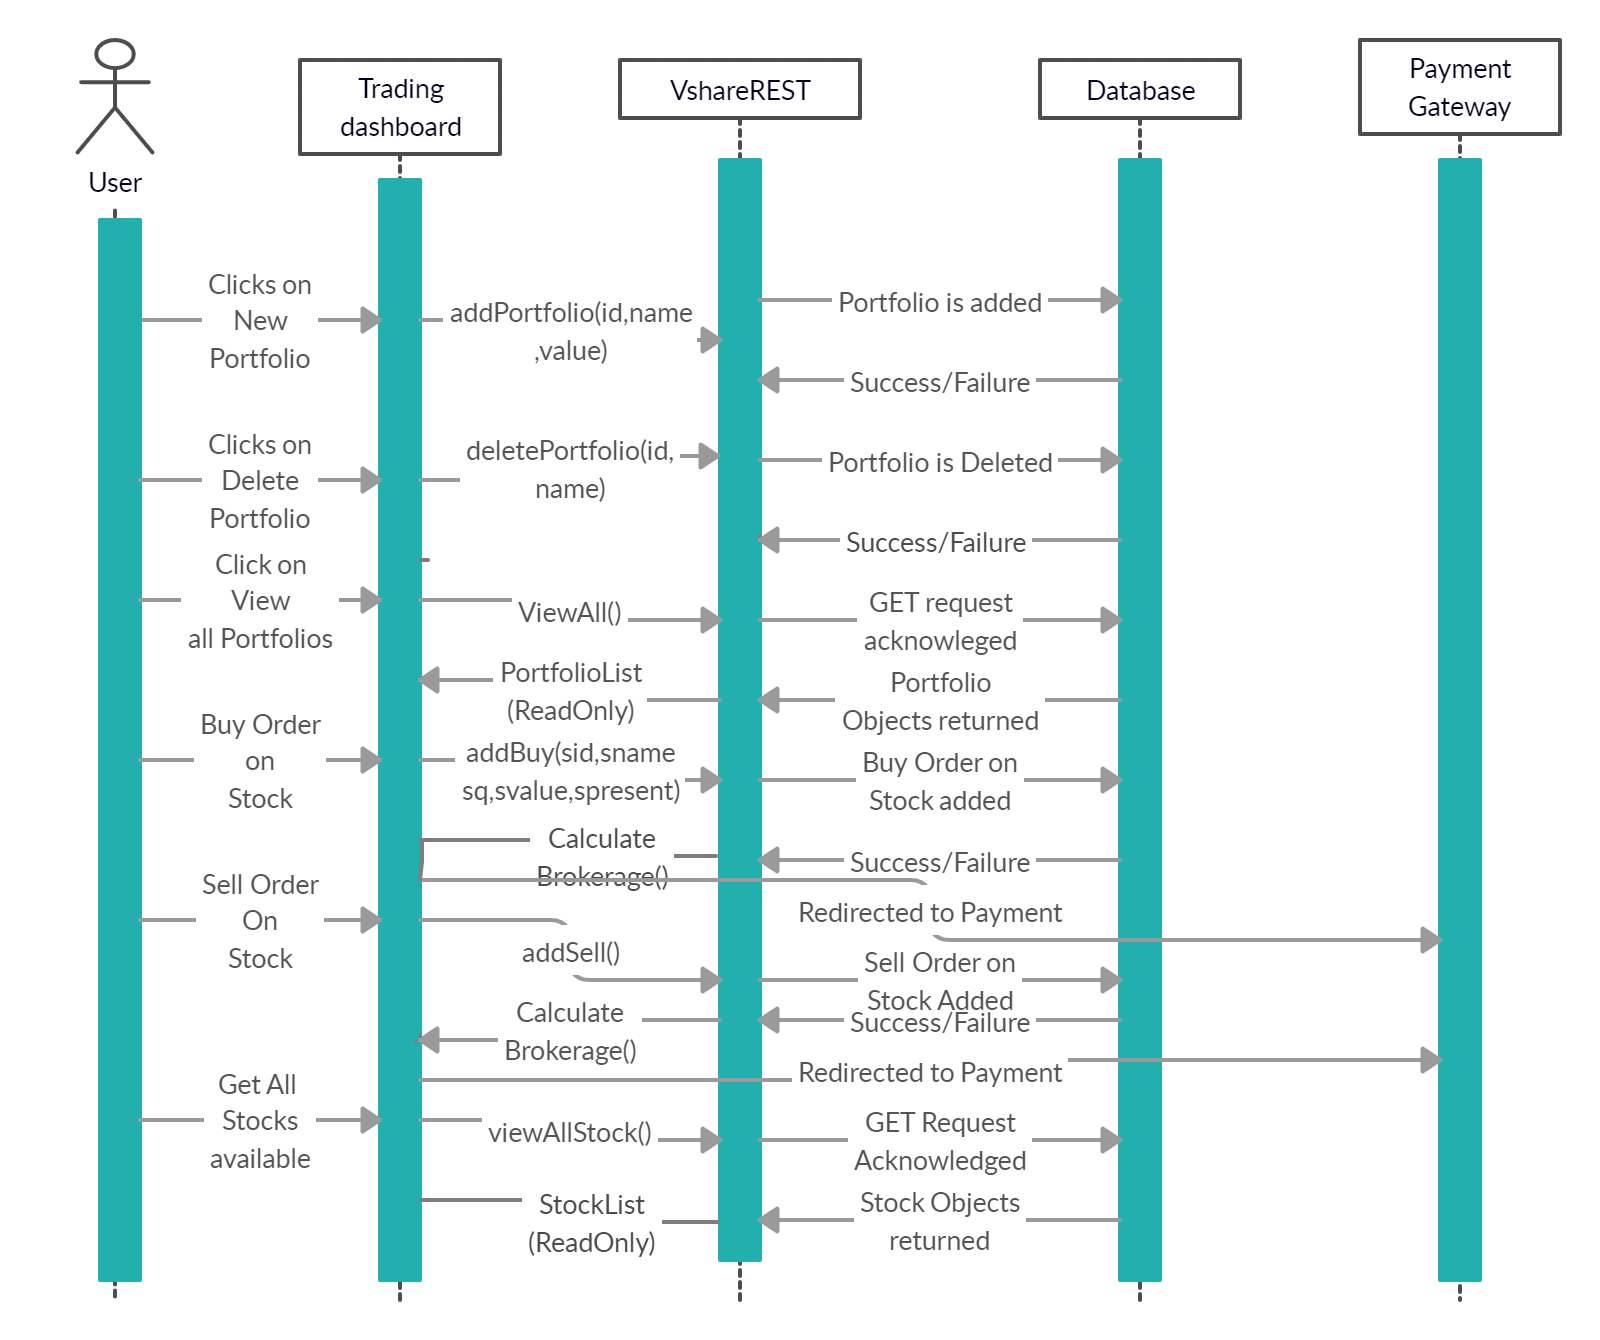 User
Trading
dashboard
VshareREST
Database
Payment
Gateway
Clicks on
New
Portfolio
addPortfolio(id,name
,value)
Portfolio is added
Success/Failure
Clicks on
Delete
Portfolio
deletePortfolio(id,
name)
Portfolio is Deleted
Success/Failure
Click on
View
all Portfolios
ViewAll()
GET request
acknowleged
PortfolioList
(ReadOnly)
Portfolio
Objects returned
Buy Order
on
Stock
addBuy(sid,sname
sq,svalue,spresent)
Buy Order on
Stock added
Calculate
Brokerage()
Success/Failure
Redirected to Payment
Sell Order
On
Stock
addSell()
Sell Order on
Stock Added
Success/Failure
Calculate
Brokerage()
Redirected to Payment
Get All
Stocks
available
viewAllStock()
GET Request
Acknowledged
StockList
(ReadOnly)
Stock Objects
returned